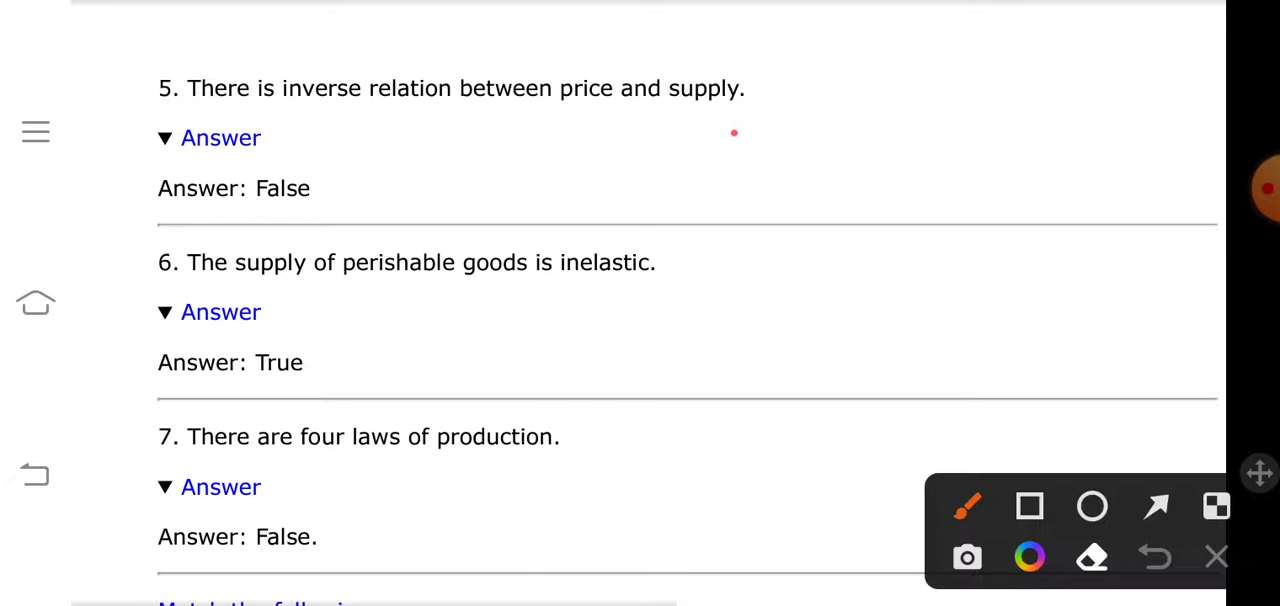 5. There is inverse relation between price and supply.
▼ Answer
Answer: False
6. The supply of perishable goods is inelastic.
▼ Answer
Answer: True
7. There are four laws of production.
▼ Answer
Answer: False.